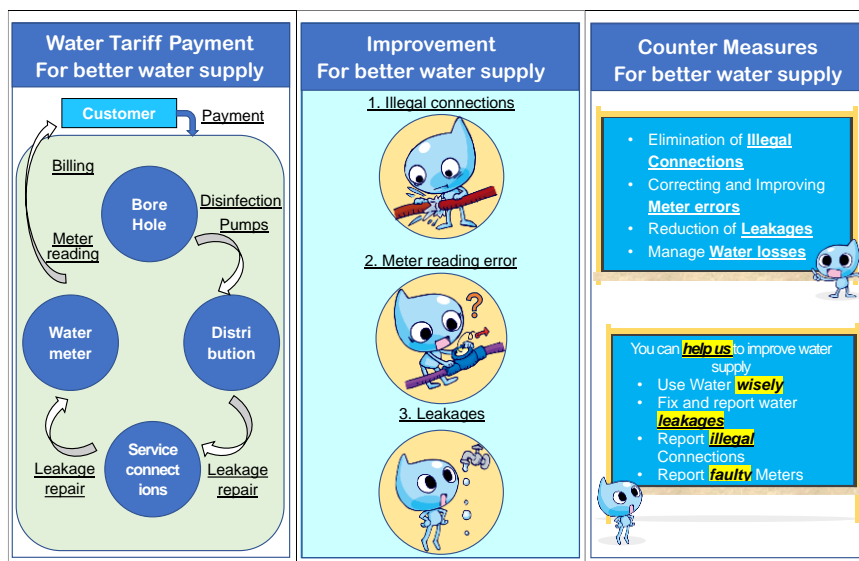 Water Tariff Payment
For better water supply
Customer
Payment
Billing
Bore
Hole
Disinfection
Pumps
Meter
reading
Water
meter
Distri
bution
Service
connect
ions
Leakage
repair
Leakage
repair
Improvement
For better water supply
1. Illegal connections
2. Meter reading error
?
3. Leakages
Counter Measures
For better water supply
• Elimination of Illegal
Connections
• Correcting and Improving
Meter errors
• Reduction of Leakages
• Manage Water losses
You can help us to improve water
supply
• Use Water wisely
• Fix and report water
leakages
• Report illegal
Connections
• Report faulty Meters